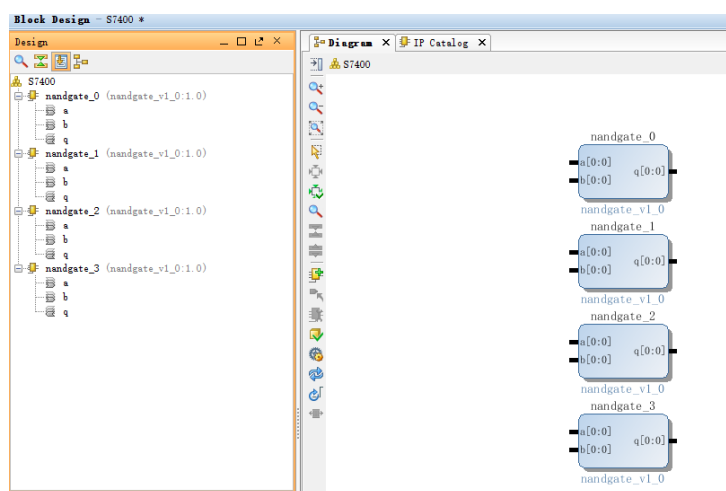 Block Design - S7400 *
Design
S7400
nandgate_0 (nandgate_v1_0:1.0)
a
b
q
nandgate_1 (nandgate_v1_0:1.0)
a
b
q
nandgate_2 (nandgate_v1_0:1.0)
a
b
q
nandgate_3 (nandgate_v1_0:1.0)
a
b
q
Diagram
IP Catalog
S7400
nandgate_0
a[0:0]
q[0:0]
b[0:0]
nandgate_v1_0
nandgate_1
a[0:0]
q[0:0]
b[0:0]
nandgate_v1_0
nandgate_2
a[0:0]
q[0:0]
b[0:0]
nandgate_v1_0
nandgate_3
a[0:0]
q[0:0]
b[0:0]
nandgate_v1_0